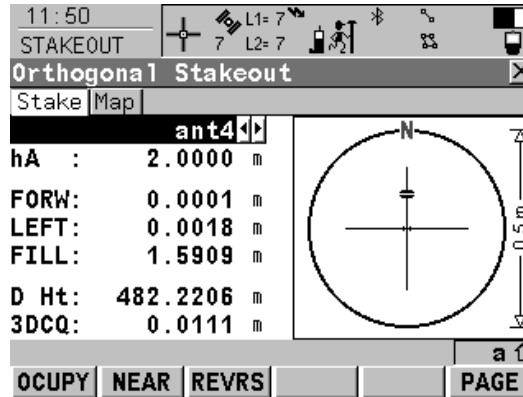 11:50 L1= 7
STAKEOUT 7 L2= 7
Orthogonal Stakeout X
Stake Map
ant4
hA : 2.0000 m
FORW: 0.0001 m
LEFT: 0.0018 m
FILL: 1.5909 m
D Ht: 482.2206 m
3DCQ: 0.0111 m
N
0.5m
a
OCUPY NEAR REVRS PAGE